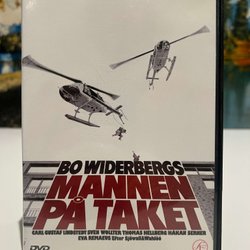 BO WIDERBERGS
MANNEN
PÅ TAKET
CARL GUSTAF LINDSTEDT SVEN WOLLTER THOMAS HELLBERG HÅKAN SERNER
EVA REMAEUS Efter Sjöwall&Wahlöö
DVD